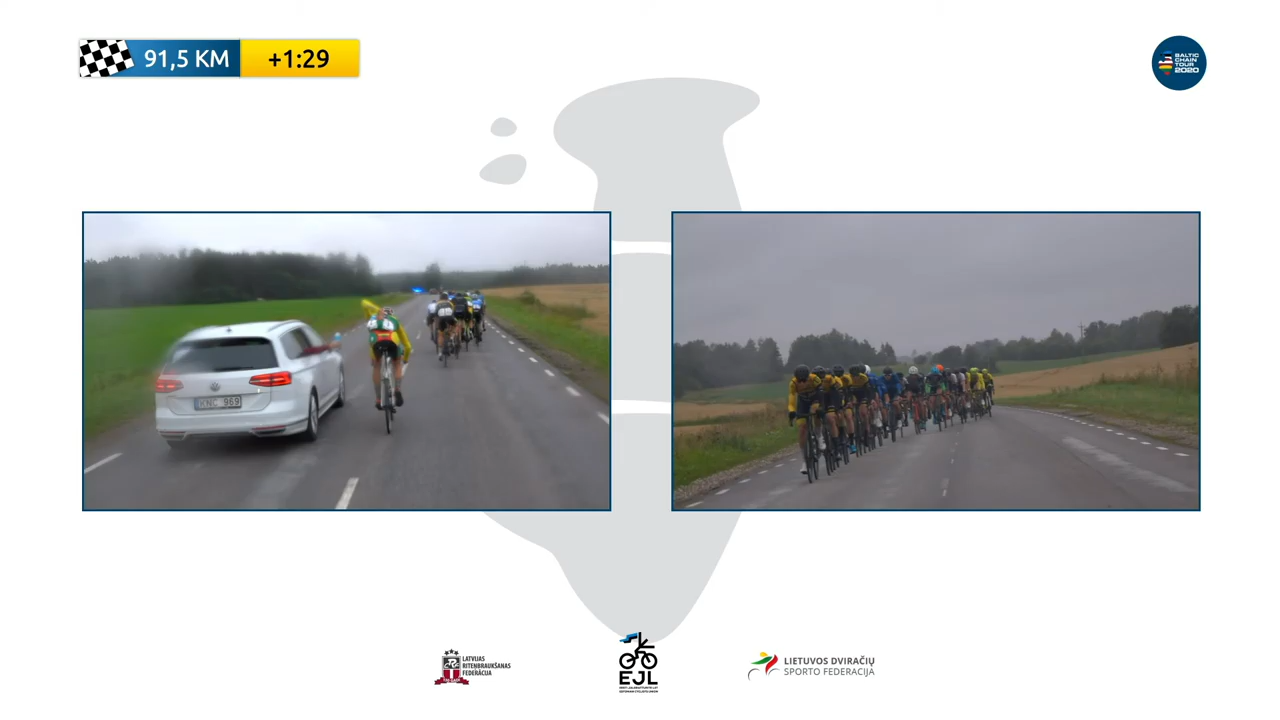 91,5 KM
+1:29
BALTIC
CHAIN
TOUR
2020
KNC 969
LATVIJAS
RITENBRAUKŠANAS
FEDERĀCIJA
EJL
LIETUVOS DVIRAČIŲ
SPORTO FEDERACIJA